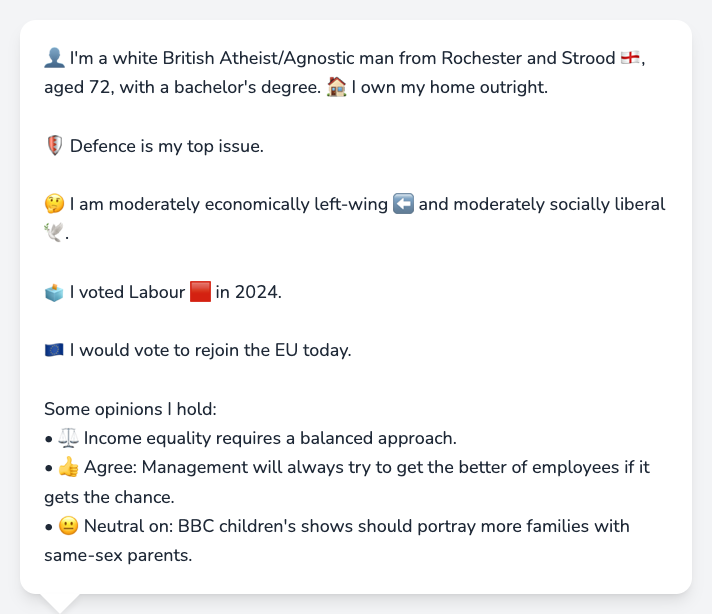 👤 I'm a white British Atheist/Agnostic man from Rochester and Strood 🏴󠁧󠁢󠁥󠁮󠁧󠁿,
aged 72, with a bachelor's degree. 🏠 I own my home outright.
🛡️ Defence is my top issue.
🤔 I am moderately economically left-wing ⬅️ and moderately socially liberal
🕊️.
🗳️ I voted Labour 🟥 in 2024.
🇪🇺 I would vote to rejoin the EU today.
Some opinions I hold:
• ⚖️ Income equality requires a balanced approach.
• 👍 Agree: Management will always try to get the better of employees if it
gets the chance.
• 😐 Neutral on: BBC children's shows should portray more families with
same-sex parents.